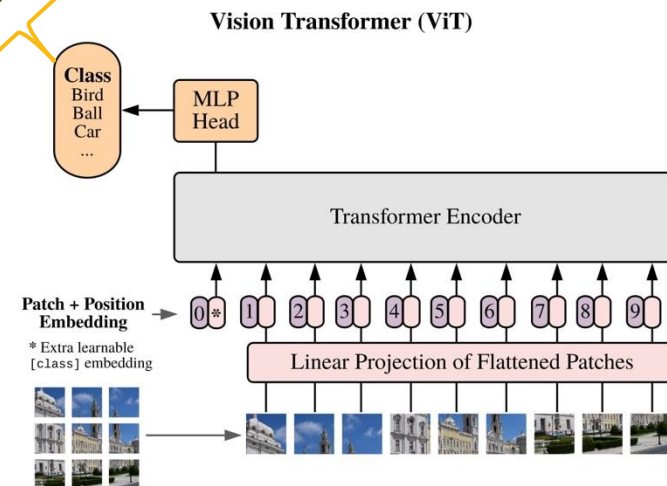 Vision Transformer (ViT)
Class
Bird
Ball
Car
...
MLP
Head
Transformer Encoder
Patch + Position
Embedding
0 * 1 2 3 4 5 6 7 8 9
* Extra learnable
[class] embedding
Linear Projection of Flattened Patches